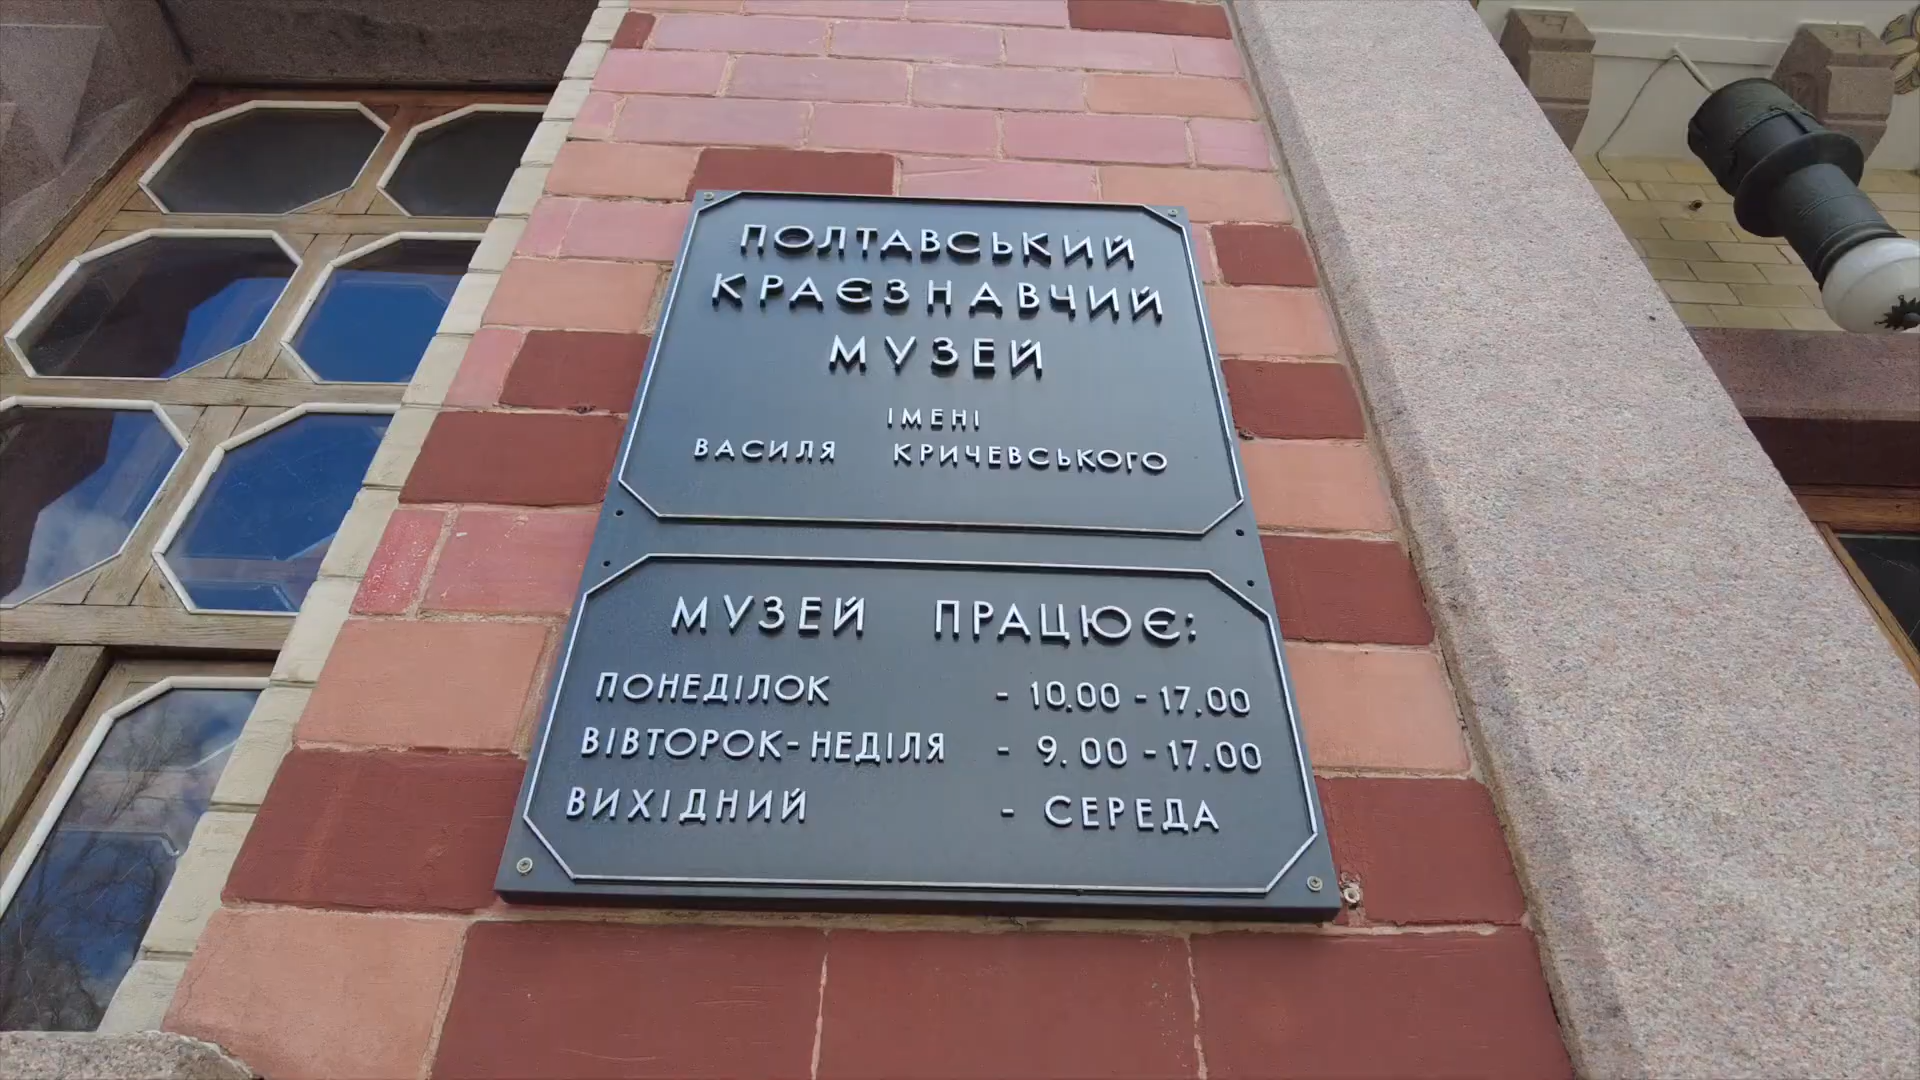 ПОЛТАВСЬКИЙ
КРАЄЗНАВЧИЙ
МУЗЕЙ
ІМЕНІ
ВАСИЛЯ КРИЧЕВСЬКОГО
МУЗЕЙ ПРАЦЮЄ:
ПОНЕДІЛОК - 10.00 - 17.00
ВІВТОРОК - НЕДІЛЯ - 9.00 - 17.00
ВИХІДНИЙ - СЕРЕДА